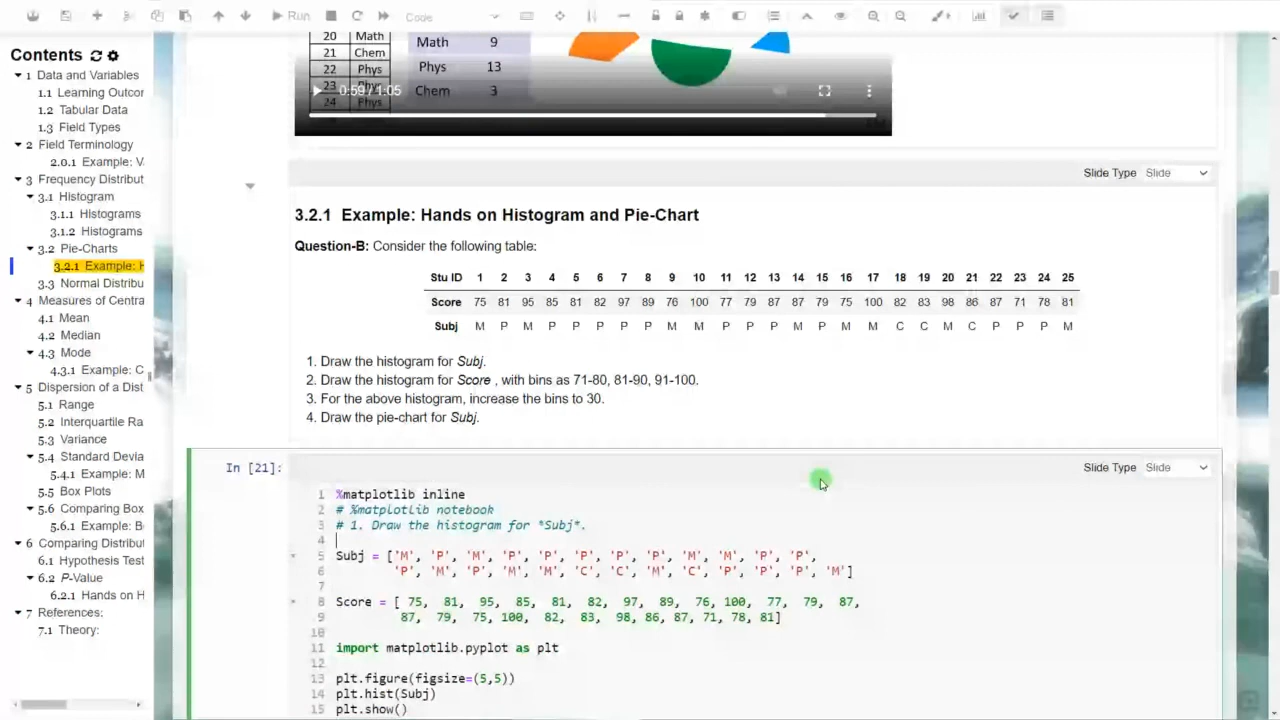 Run
Code
Contents
1 Data and Variables
1.1 Learning Outcor
1.2 Tabular Data
1.3 Field Types
2 Field Terminology
2.0.1 Example: V
3 Frequency Distribut
3.1 Histogram
3.1.1 Histograms
3.1.2 Histograms
3.2 Pie-Charts
3.2.1 Example: H
3.3 Normal Distribu
4 Measures of Centra
4.1 Mean
4.2 Median
4.3 Mode
4.3.1 Example: C
5 Dispersion of a Dist
5.1 Range
5.2 Interquartile Ra
5.3 Variance
5.4 Standard Devia
5.4.1 Example: M
5.5 Box Plots
5.6 Comparing Box
5.6.1 Example: B
6 Comparing Distribut
6.1 Hypothesis Test
6.2 P-Value
6.2.1 Hands on H
7 References:
7.1 Theory:
20 Math
21 Chem
22 Phys
23 Phy
24 Phys
Math 9
Phys 13
Chem 3
0:59 / 1:05
Slide Type Slide
3.2.1 Example: Hands on Histogram and Pie-Chart
Question-B: Consider the following table:
Stu ID 1 2 3 4 5 6 7 8 9 10 11 12 13 14 15 16 17 18 19 20 21 22 23 24 25
Score 75 81 95 85 81 82 97 89 76 100 77 79 87 87 79 75 100 82 83 98 86 87 71 78 81
Subj M P M P P P P P M M P P P M P M M C C M C P P P M
1. Draw the histogram for Subj.
2. Draw the histogram for Score , with bins as 71-80, 81-90, 91-100.
3. For the above histogram, increase the bins to 30.
4. Draw the pie-chart for Subj.
In [21]:
Slide Type Slide
1 %matplotlib inline
2 # %matplotlib notebook
3 # 1. Draw the histogram for *Subj*.
4
5 Subj = ['M', 'P', 'M', 'P', 'P', 'P', 'P', 'P', 'M', 'M', 'P', 'P',
6 'P', 'M', 'P', 'M', 'M', 'C', 'C', 'M', 'C', 'P', 'P', 'P', 'M']
7
8 Score = [ 75, 81, 95, 85, 81, 82, 97, 89, 76, 100, 77, 79, 87,
9 87, 79, 75, 100, 82, 83, 98, 86, 87, 71, 78, 81]
10
11 import matplotlib.pyplot as plt
12
13 plt.figure(figsize=(5,5))
14 plt.hist(Subj)
15 plt.show()